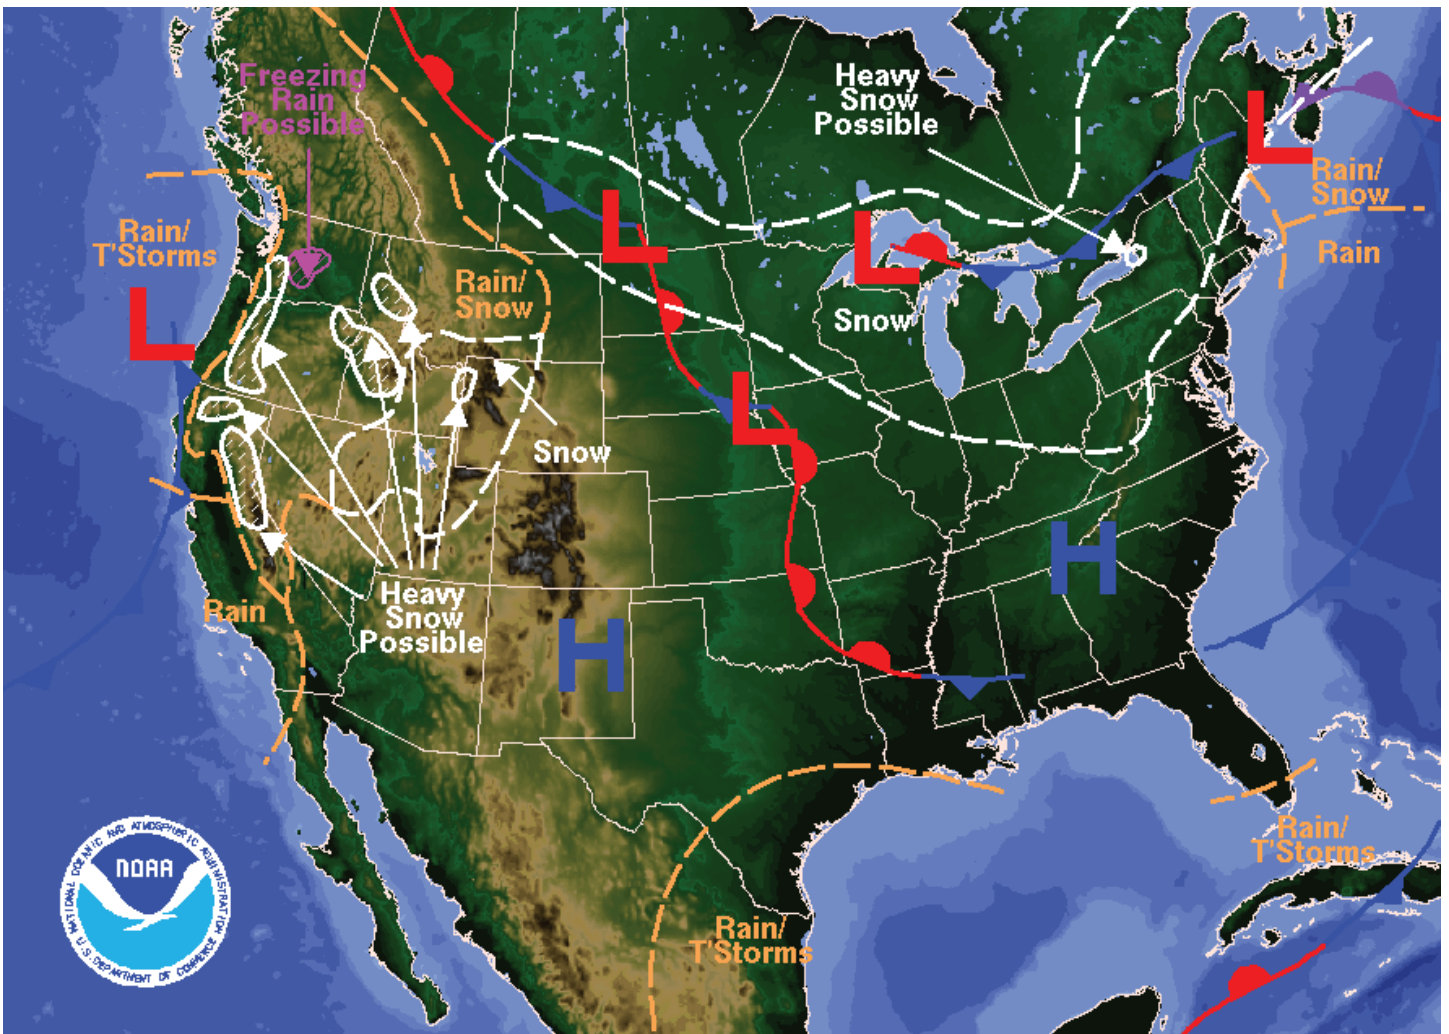 Freezing
Rain
Possible
Heavy
Snow
Possible
L
Rain/
Snow
Rain
Rain/
T'Storms
L
L
L
Rain/
Snow
Snow
L
L
Snow
H
Heavy
Snow
Possible
Rain
H
Rain/
T'Storms
Rain/
T'Storms
NATIONAL OCEANIC AND ATMOSPHERIC ADMINISTRATION
NOAA
U.S. DEPARTMENT OF COMMERCE